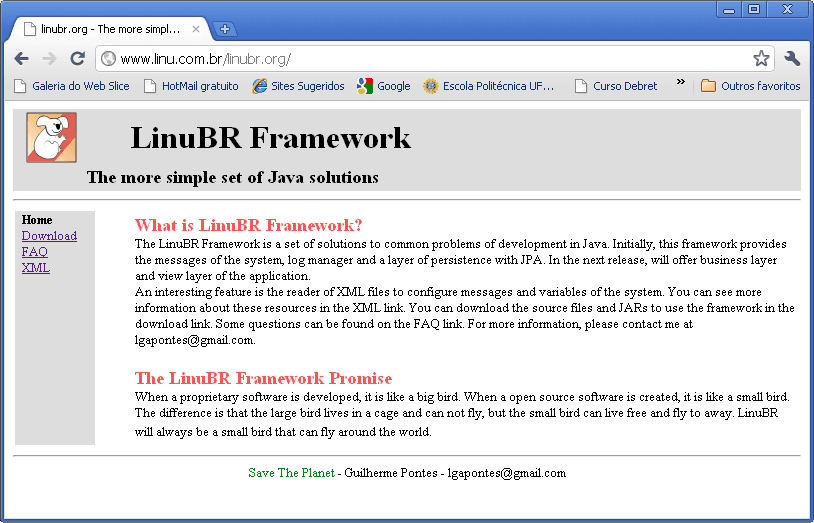 linubr.org - The more simpl...
www.linu.com.br/linubr.org/
Galeria do Web Slice HotMail gratuito Sites Sugeridos Google Escola Politécnica UF... Curso Debret » Outros favoritos
LinuBR Framework
The more simple set of Java solutions
Home
Download
FAQ
XML
What is LinuBR Framework?
The LinuBR Framework is a set of solutions to common problems of development in Java. Initially, this framework provides
the messages of the system, log manager and a layer of persistence with JPA. In the next release, will offer business layer
and view layer of the application.
An interesting feature is the reader of XML files to configure messages and variables of the system. You can see more
information about these resources in the XML link. You can download the source files and JARs to use the framework in the
download link. Some questions can be found on the FAQ link. For more information, please contact me at
lgapontes@gmail.com.
The LinuBR Framework Promise
When a proprietary software is developed, it is like a big bird. When a open source software is created, it is like a small bird.
The difference is that the large bird lives in a cage and can not fly, but the small bird can live free and fly to away. LinuBR
will always be a small bird that can fly around the world.
Save The Planet - Guilherme Pontes - lgapontes@gmail.com